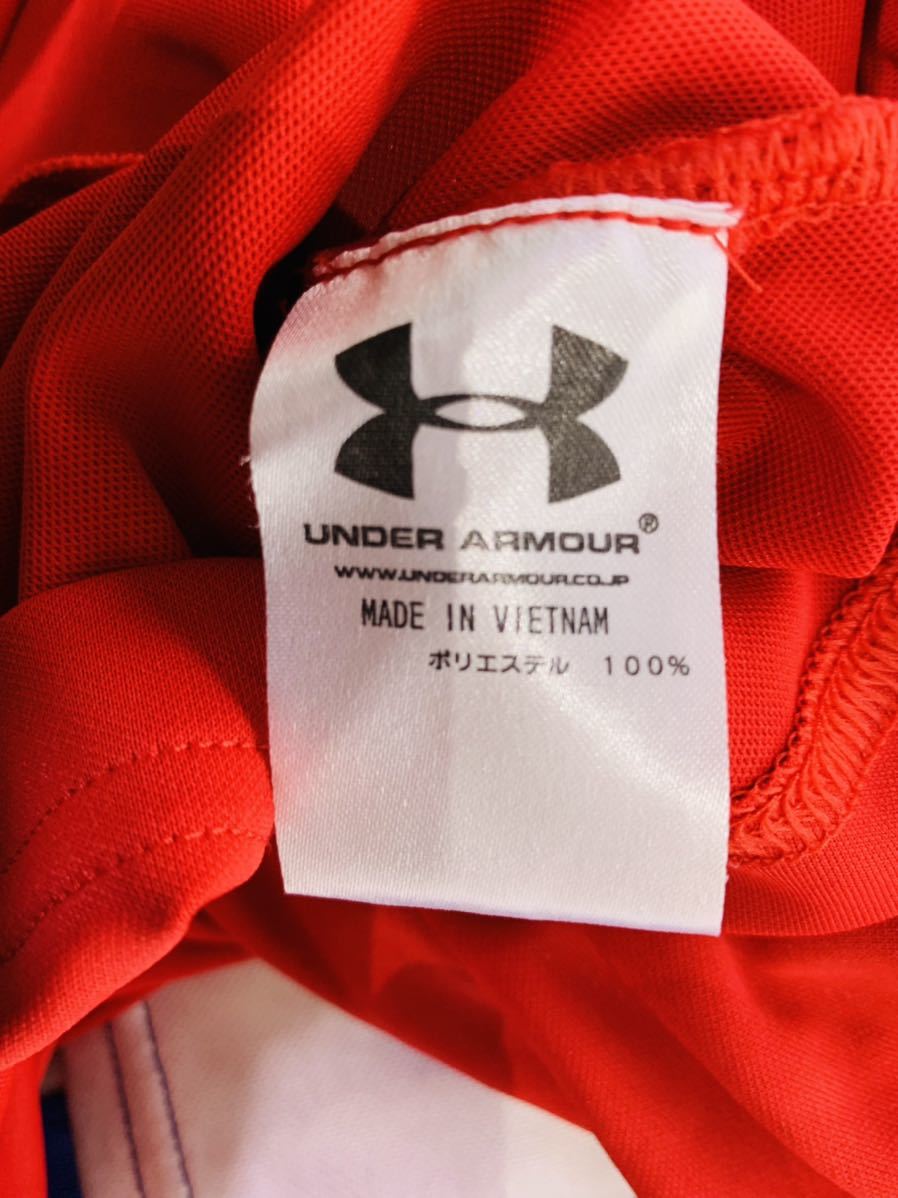 UNDER ARMOUR®
WWW.UNDERARMOUR.CO.JP
MADE IN VIETNAM
ポリエステル 100%